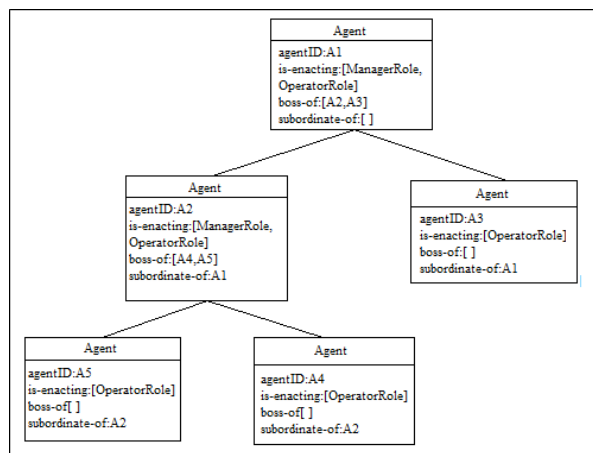 Agent
agentID:A1
is-enacting:[ManagerRole,
OperatorRole]
boss-of:[A2,A3]
subordinate-of:[ ]
Agent
agentID:A2
is-enacting:[ManagerRole,
OperatorRole]
boss-of:[A4,A5]
subordinate-of:A1
Agent
agentID:A3
is-enacting:[OperatorRole]
boss-of:[ ]
subordinate-of:A1
Agent
agentID:A5
is-enacting:[OperatorRole]
boss-of[ ]
subordinate-of:A2
Agent
agentID:A4
is-enacting:[OperatorRole]
boss-of[ ]
subordinate-of:A2